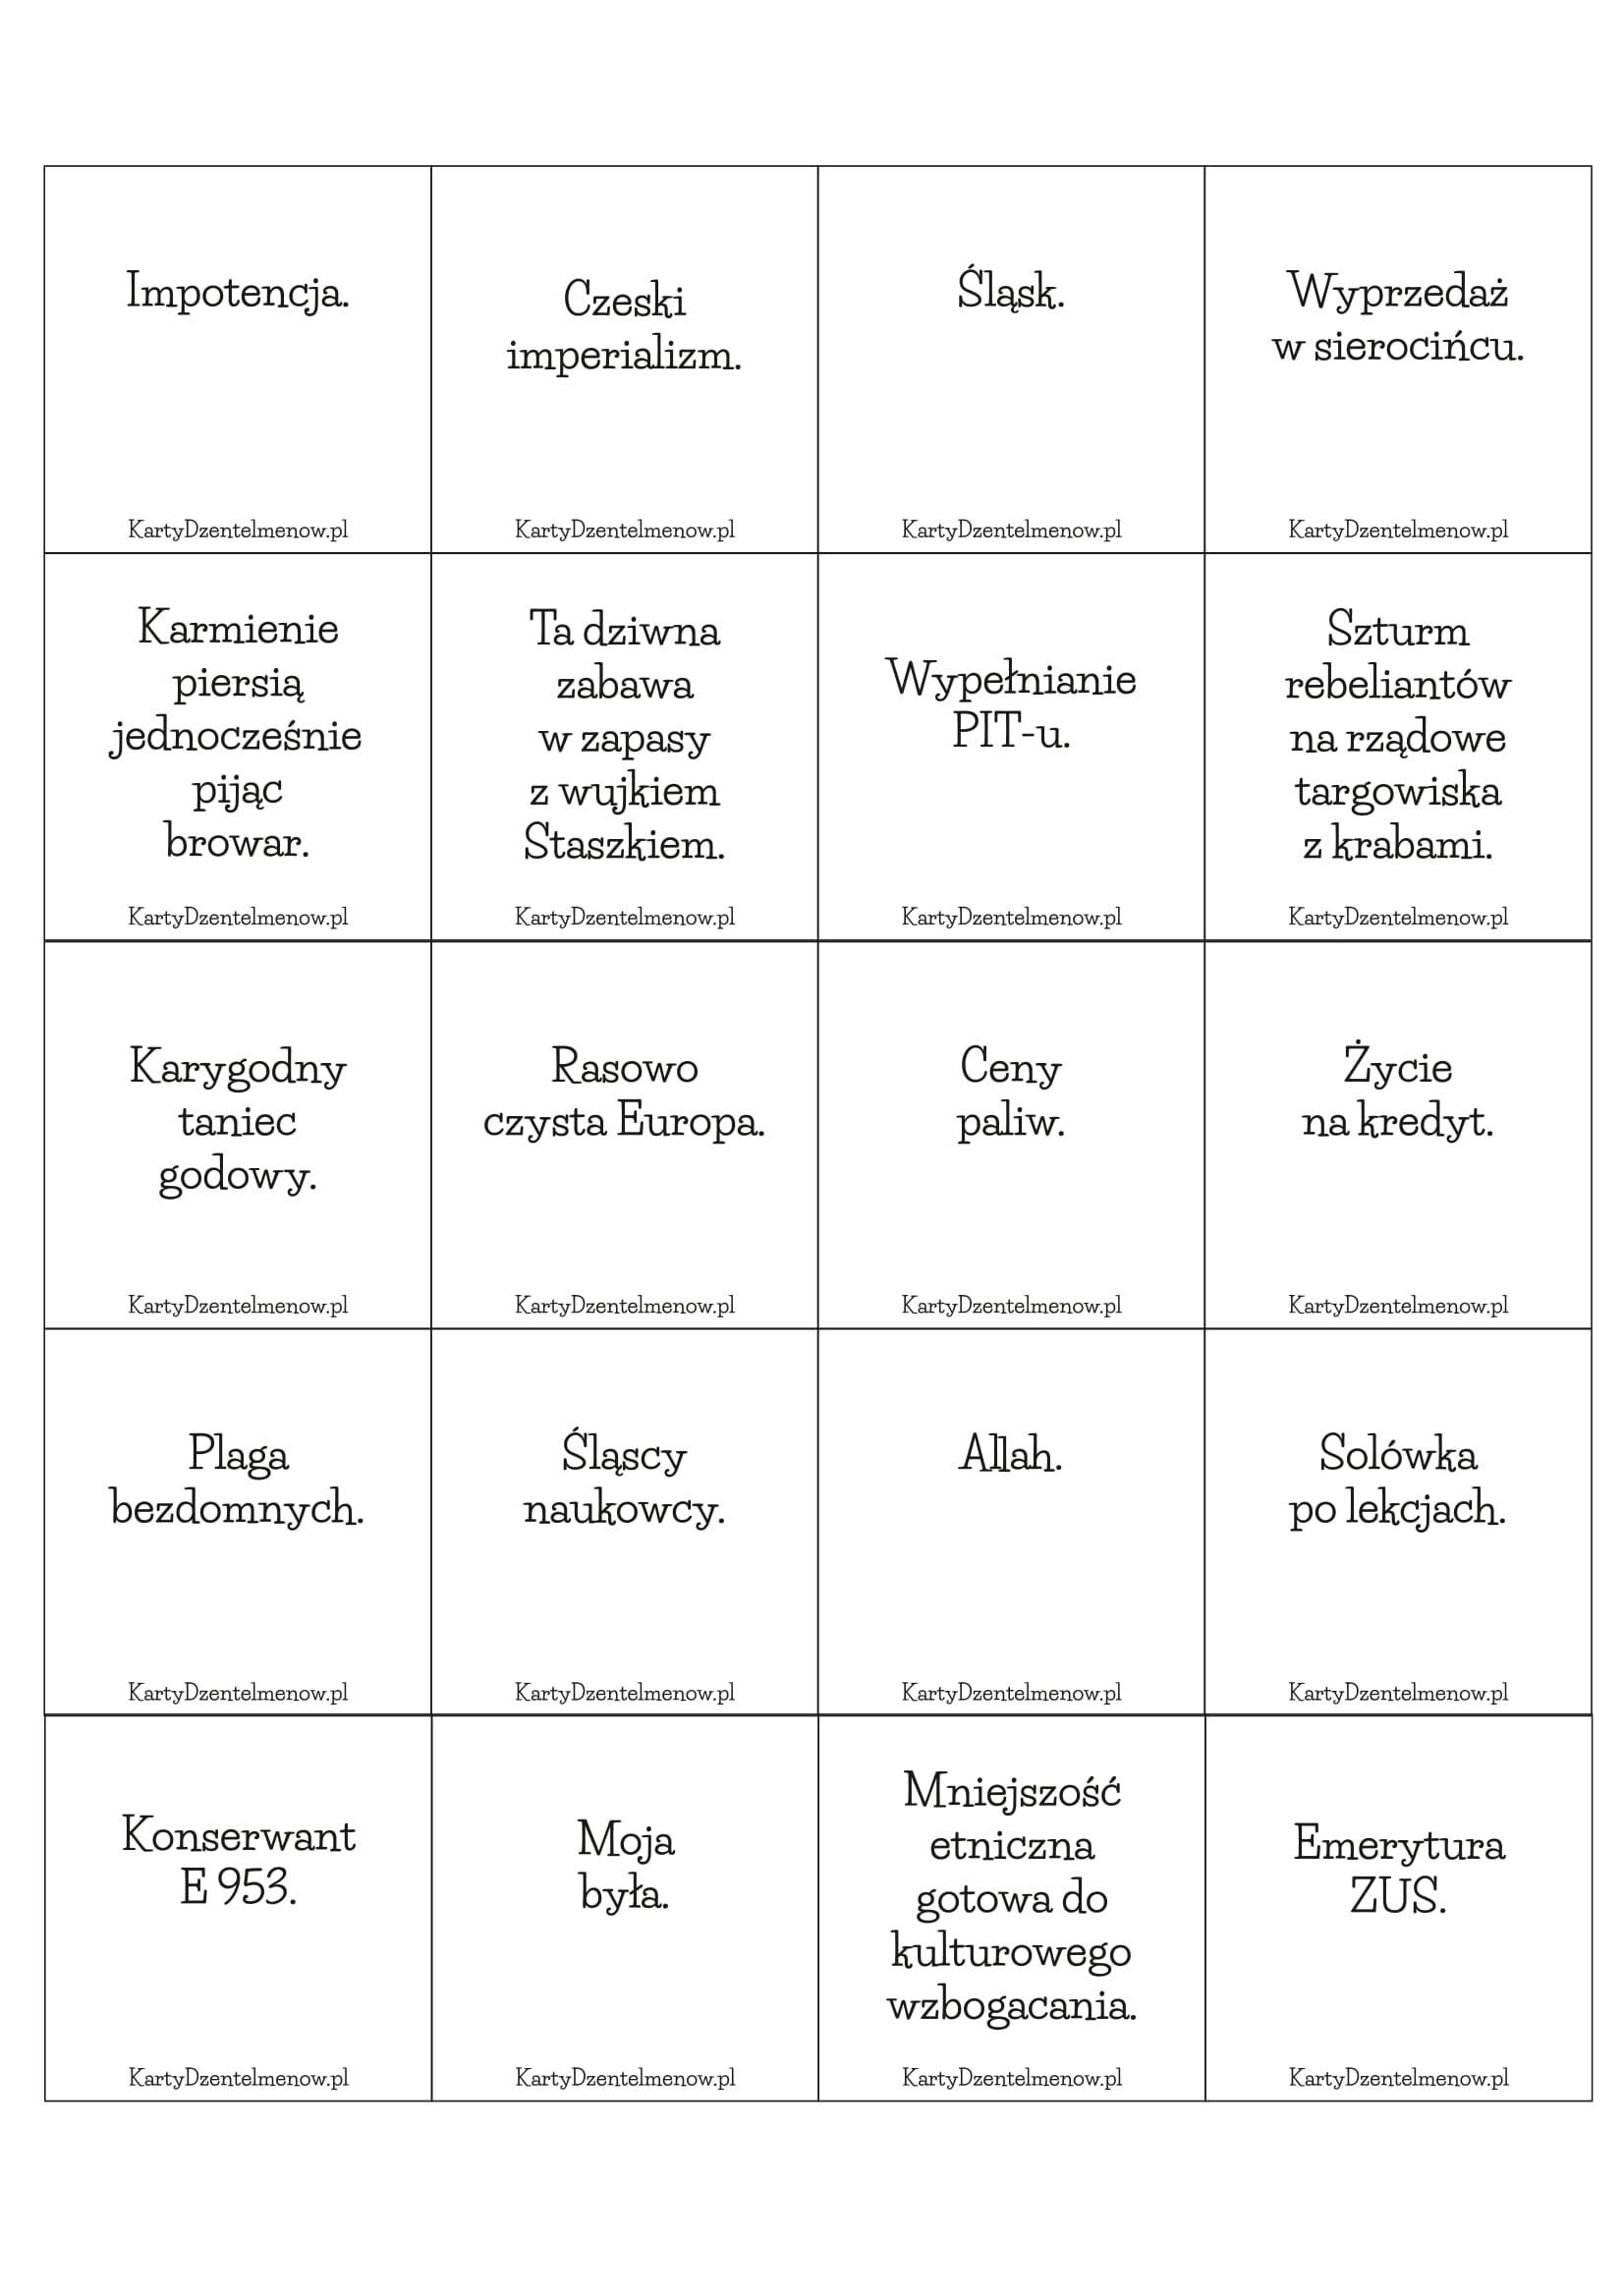 Impotencja.
KartyDzentelmenow.pl
Czeski
imperializm.
KartyDzentelmenow.pl
Śląsk.
KartyDzentelmenow.pl
Wyprzedaż
w sierocińcu.
KartyDzentelmenow.pl
Karmienie
piersią
jednocześnie
pijąc
browar.
KartyDzentelmenow.pl
Ta dziwna
zabawa
w zapasy
z wujkiem
Staszkiem.
KartyDzentelmenow.pl
Wypełnianie
PIT-u.
KartyDzentelmenow.pl
Szturm
rebeliantów
na rządowe
targowiska
z krabami.
KartyDzentelmenow.pl
Karygodny
taniec
godowy.
KartyDzentelmenow.pl
Rasowo
czysta Europa.
KartyDzentelmenow.pl
Ceny
paliw.
KartyDzentelmenow.pl
Życie
na kredyt.
KartyDzentelmenow.pl
Plaga
bezdomnych.
KartyDzentelmenow.pl
Śląscy
naukowcy.
KartyDzentelmenow.pl
Allah.
KartyDzentelmenow.pl
Solówka
po lekcjach.
KartyDzentelmenow.pl
Konserwant
E 953.
KartyDzentelmenow.pl
Moja
była.
KartyDzentelmenow.pl
Mniejszość
etniczna
gotowa do
kulturowego
wzbogacania.
KartyDzentelmenow.pl
Emerytura
ZUS.
KartyDzentelmenow.pl